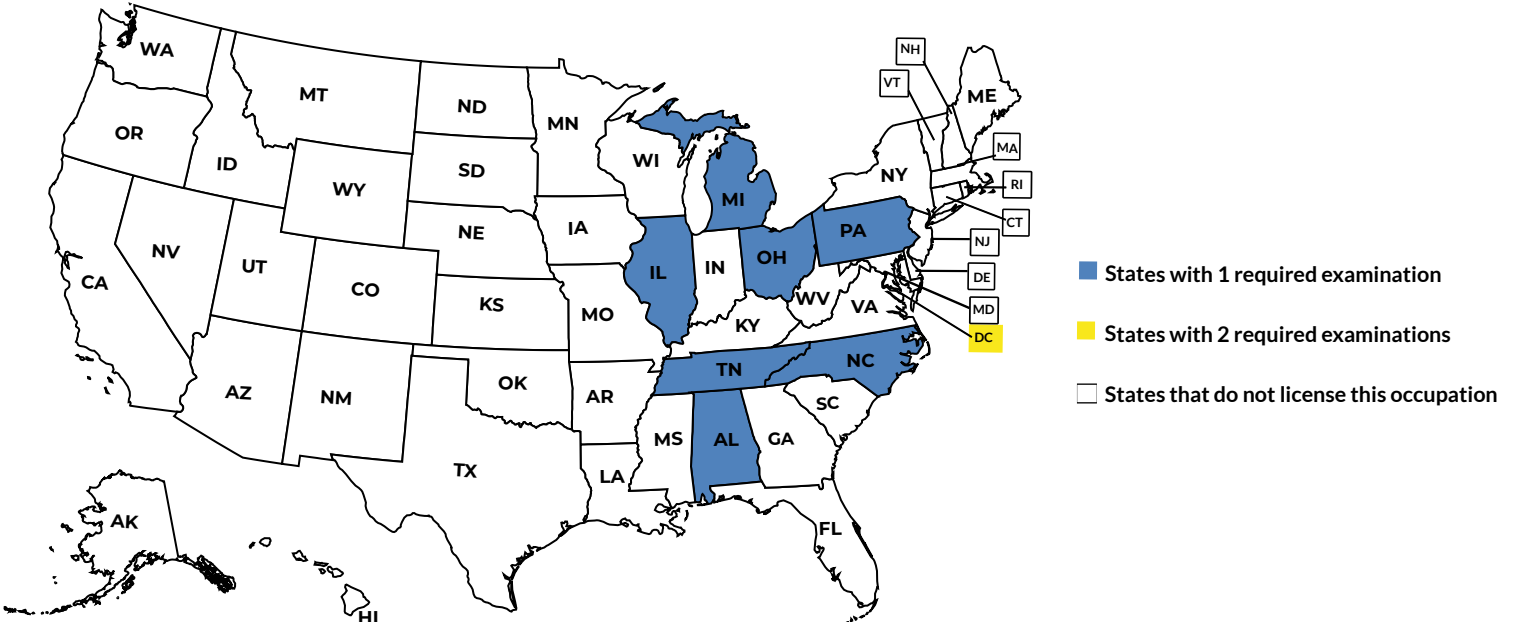 WA
MT
ND
MN
OR
ID
WY
SD
WI
MI
NY
VT
NH
ME
MA
RI
CT
NJ
DE
MD
DC
NV
UT
CA
CO
NE
IA
KS
MO
IL
IN
OH
PA
WV
VA
KY
AZ
NM
OK
AR
TN
NC
SC
MS
AL
GA
TX
LA
FL
AK
HI
States with 1 required examination
States with 2 required examinations
States that do not license this occupation